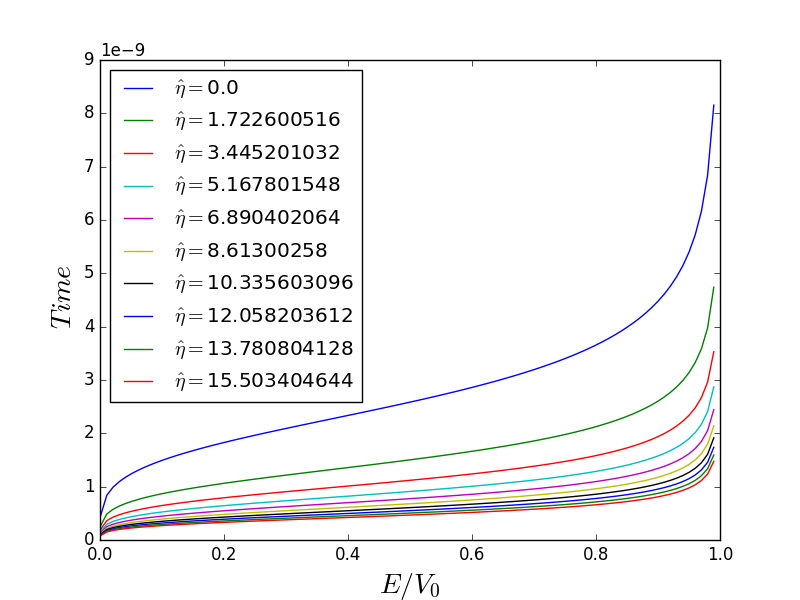 1e−9
9
8
7
6
5
4
3
2
1
0
Time
η̂ = 0.0
η̂ = 1.722600516
η̂ = 3.445201032
η̂ = 5.167801548
η̂ = 6.890402064
η̂ = 8.61300258
η̂ = 10.335603096
η̂ = 12.058203612
η̂ = 13.780804128
η̂ = 15.503404644
0.0 0.2 0.4 0.6 0.8 1.0
E/V₀